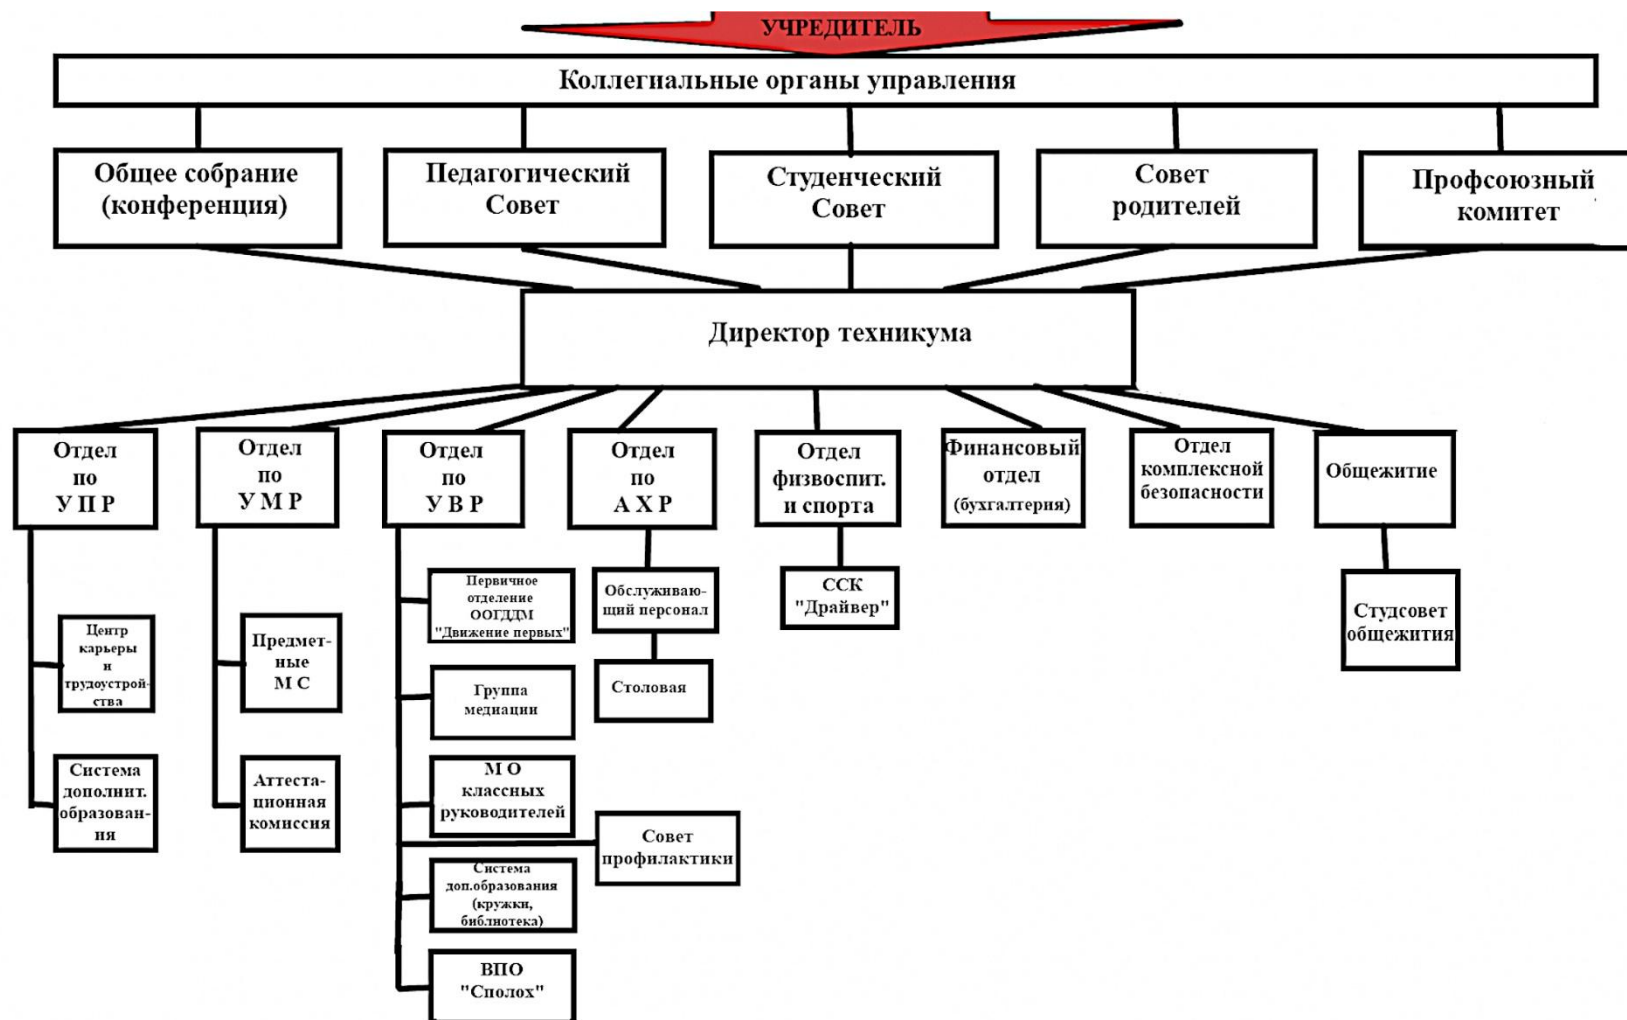 УЧРЕДИТЕЛЬ
Коллегиальные органы управления
Общее собрание
(конференция)
Педагогический
Совет
Студенческий
Совет
Совет
родителей
Профсоюзный
комитет
Директор техникума
Отдел
по
У П Р
Отдел
по
У М Р
Отдел
по
У В Р
Отдел
по
А Х Р
Отдел
физвоспит.
и спорта
Финансовый
отдел
(бухгалтерия)
Отдел
комплексной
безопасности
Общежитие
Центр
карьеры
и
трудоустрой-
ства
Система
дополнит.
образован-
ия
Предмет-
ные
М С
Аттеста-
ционная
комиссия
Первичное
отделение
ООГДДМ
"Движение первых"
Группа
медиации
М О
классных
руководителей
Совет
профилактики
Система
доп.образования
(кружки,
библиотека)
ВПО
"Сполох"
Обслуживаю-
щий персонал
Столовая
ССК
"Драйвер"
Студсовет
общежития